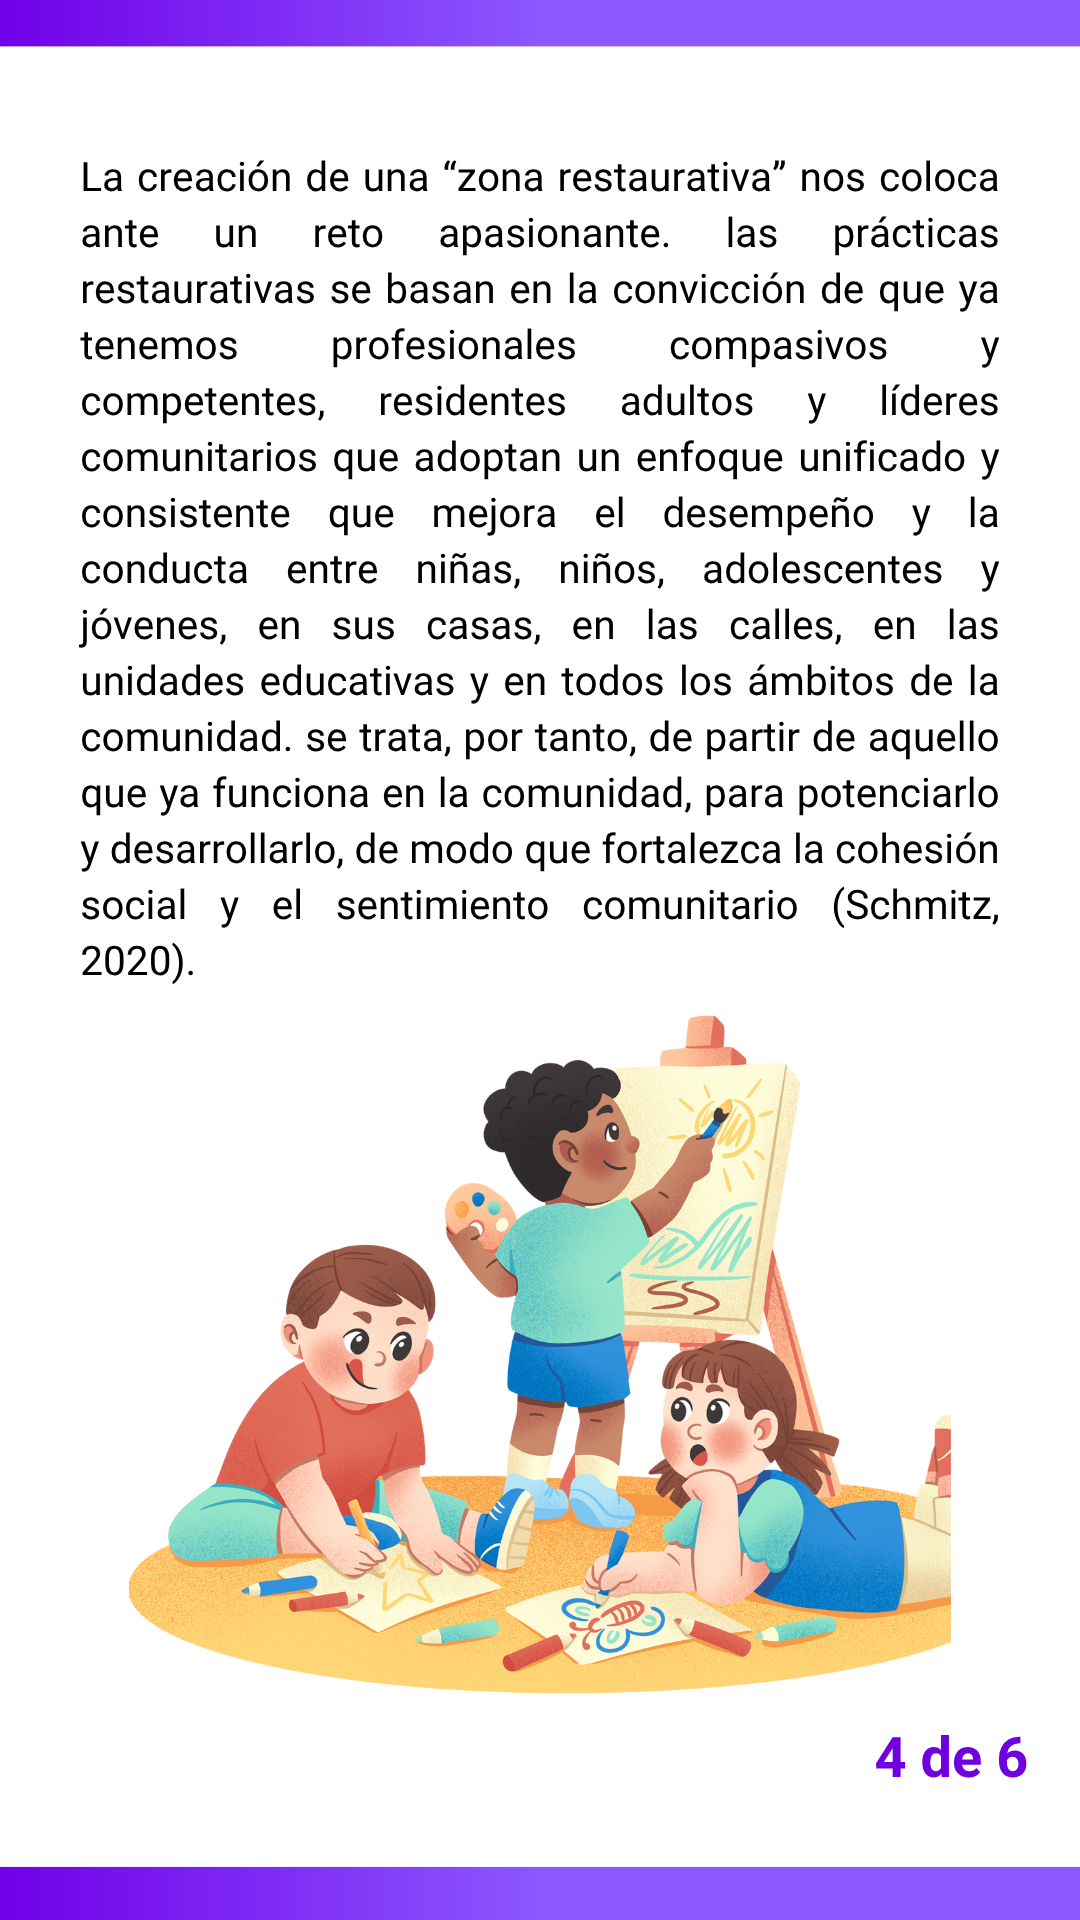 La creación de una “zona restaurativa” nos coloca
ante un reto apasionante. las prácticas
restaurativas se basan en la convicción de que ya
tenemos profesionales compasivos y
competentes, residentes adultos y líderes
comunitarios que adoptan un enfoque unificado y
consistente que mejora el desempeño y la
conducta entre niñas, niños, adolescentes y
jóvenes, en sus casas, en las calles, en las
unidades educativas y en todos los ámbitos de la
comunidad. se trata, por tanto, de partir de aquello
que ya funciona en la comunidad, para potenciarlo
y desarrollarlo, de modo que fortalezca la cohesión
social y el sentimiento comunitario (Schmitz,
2020).
4 de 6